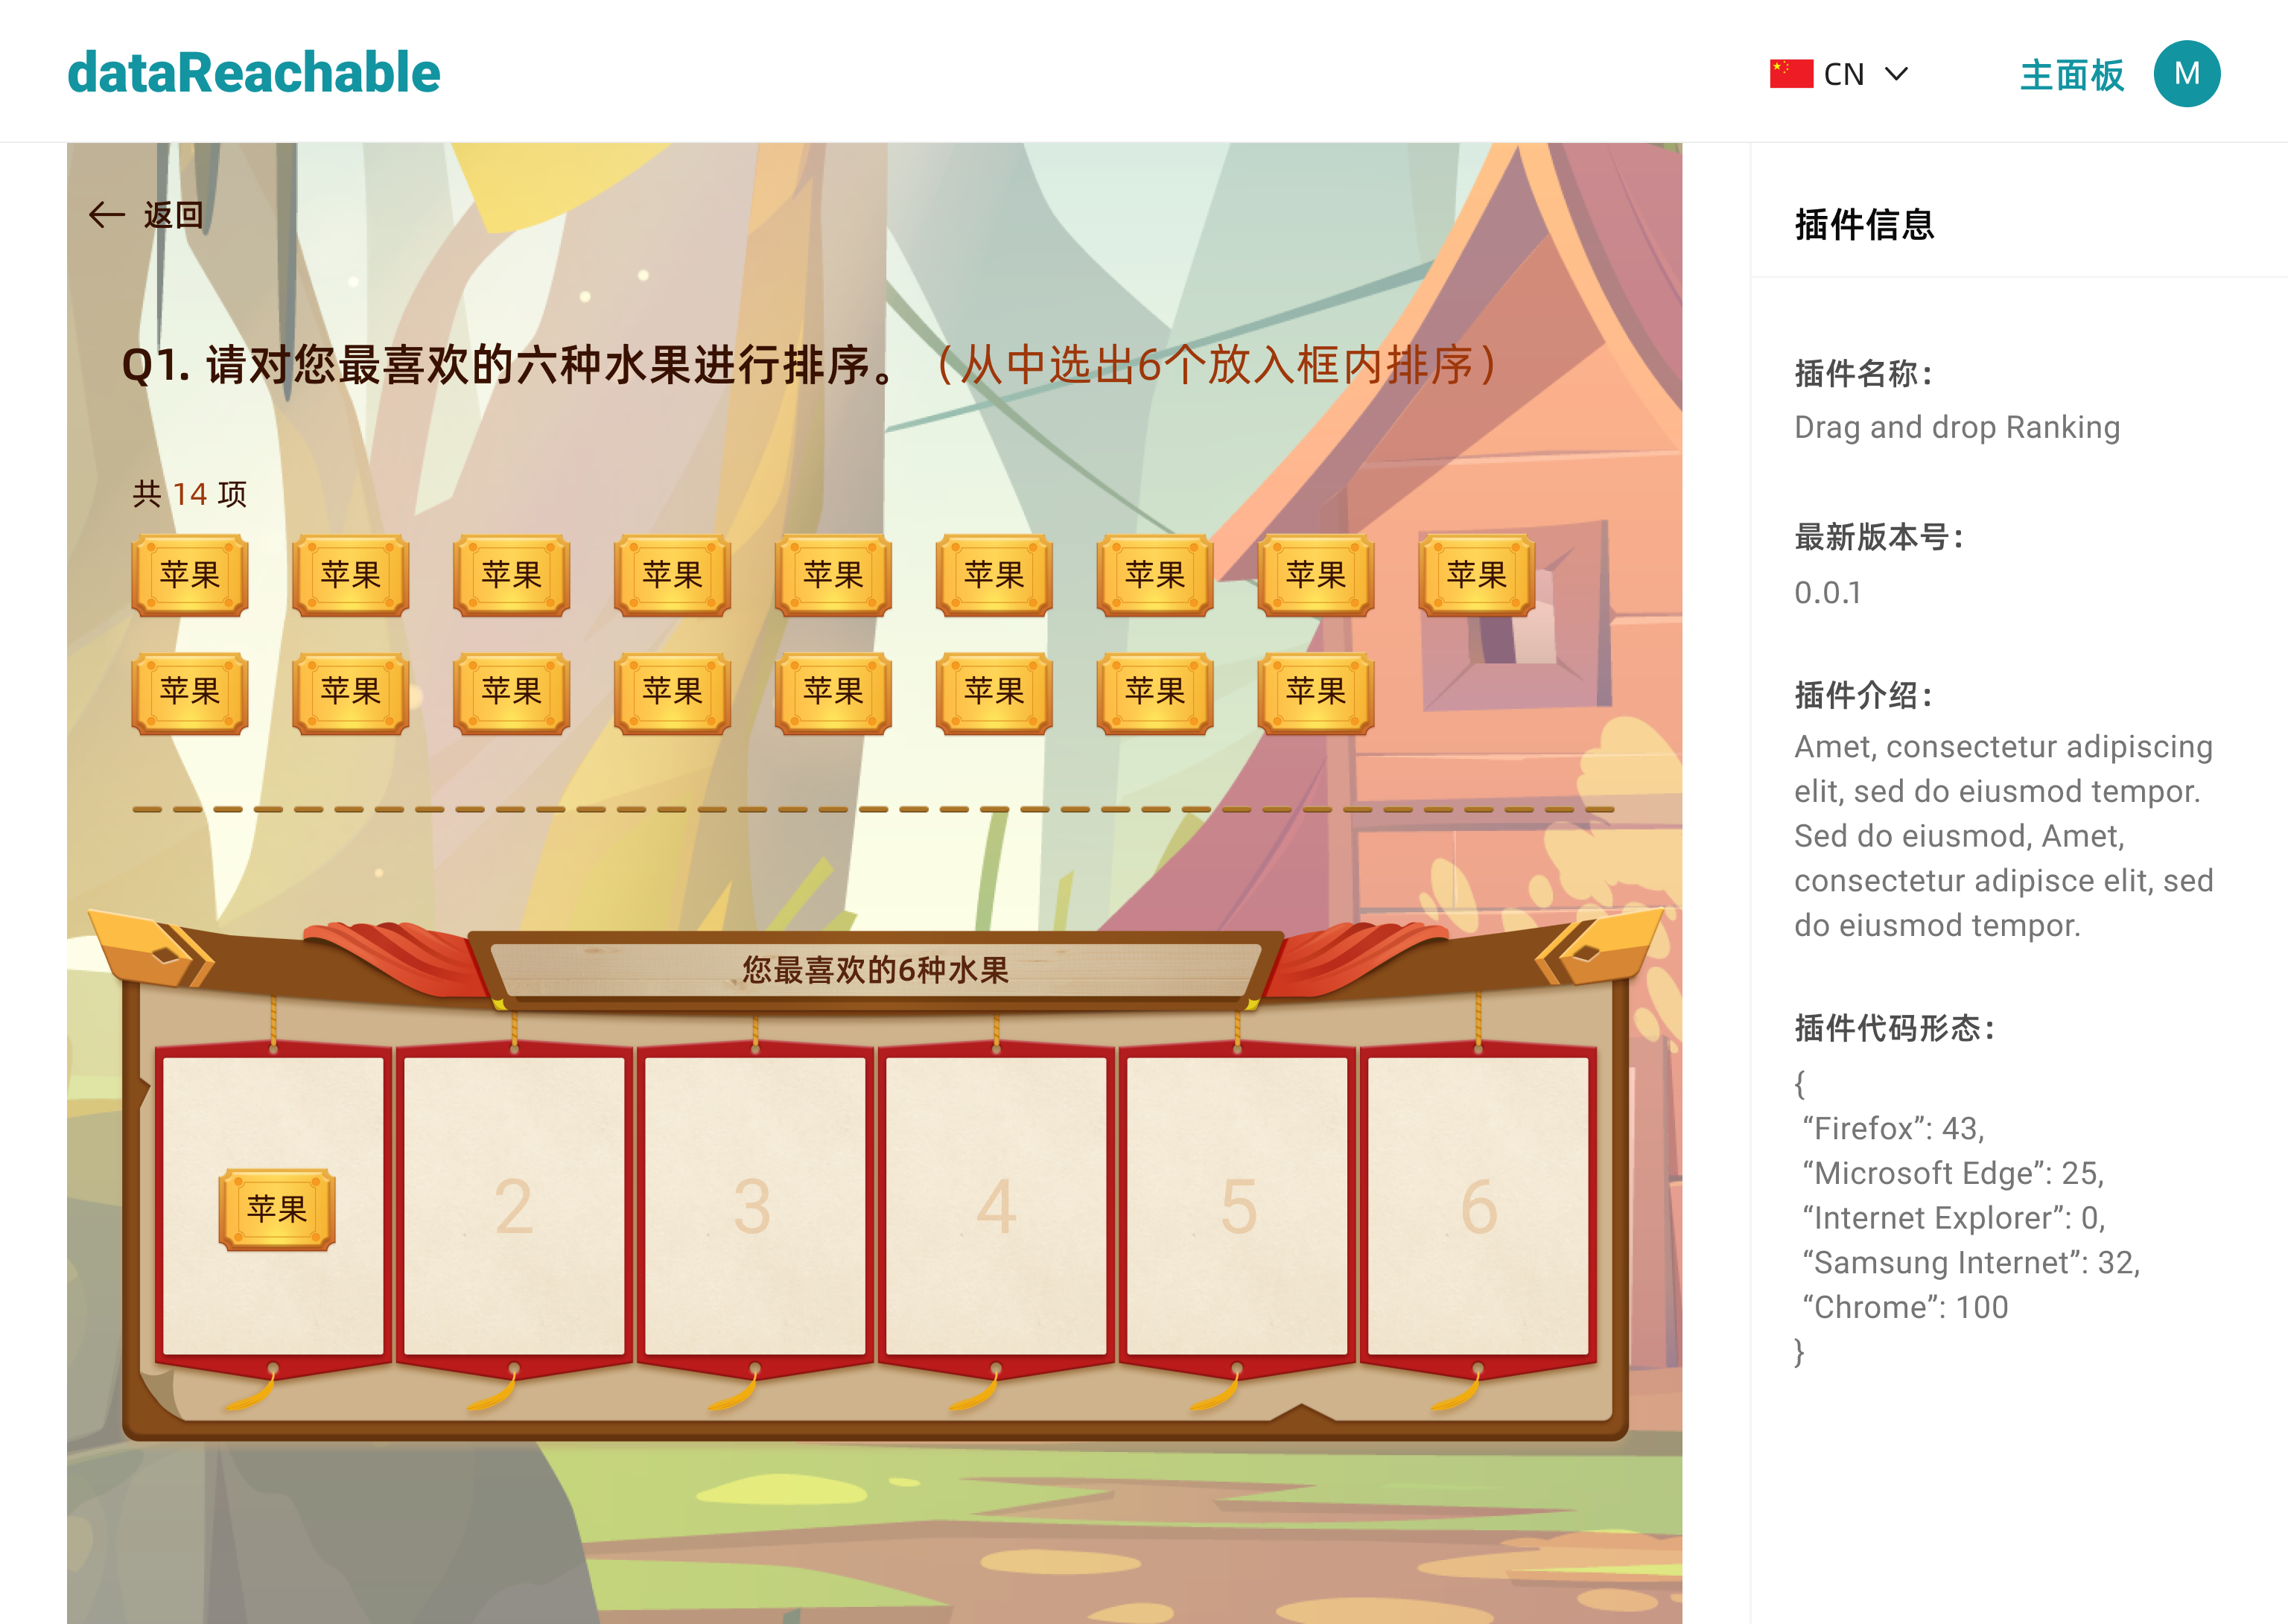 dataReachable
CN
主面板
M
返回
Q1. 请对您最喜欢的六种水果进行排序。（从中选出6个放入框内排序）
共 14 项
苹果 苹果 苹果 苹果 苹果 苹果 苹果 苹果 苹果
苹果 苹果 苹果 苹果 苹果 苹果 苹果 苹果
您最喜欢的6种水果
苹果 2 3 4 5 6
插件信息
插件名称：
Drag and drop Ranking
最新版本号：
0.0.1
插件介绍：
Amet, consectetur adipiscing
elit, sed do eiusmod tempor.
Sed do eiusmod, Amet,
consectetur adipisce elit, sed
do eiusmod tempor.
插件代码形态：
{
“Firefox”: 43,
“Microsoft Edge”: 25,
“Internet Explorer”: 0,
“Samsung Internet”: 32,
“Chrome”: 100
}